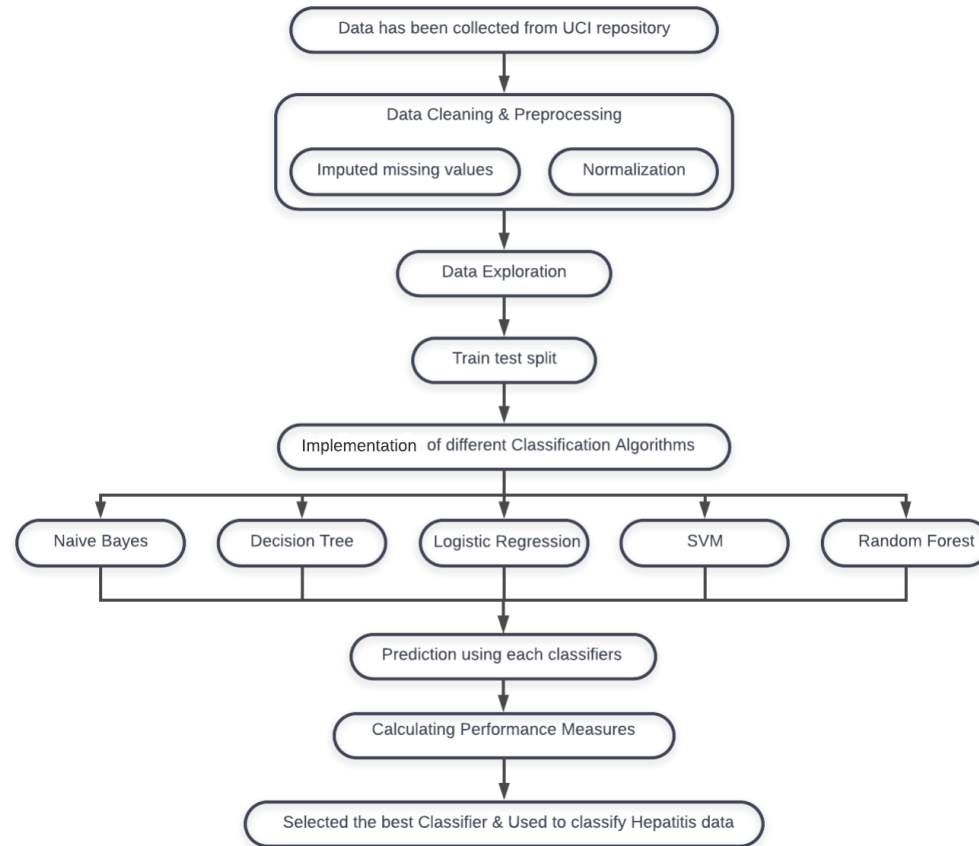 Data has been collected from UCI repository
Data Cleaning & Preprocessing
Imputed missing values
Normalization
Data Exploration
Train test split
Implementation of different Classification Algorithms
Naive Bayes
Decision Tree
Logistic Regression
SVM
Random Forest
Prediction using each classifiers
Calculating Performance Measures
Selected the best Classifier & Used to classify Hepatitis data